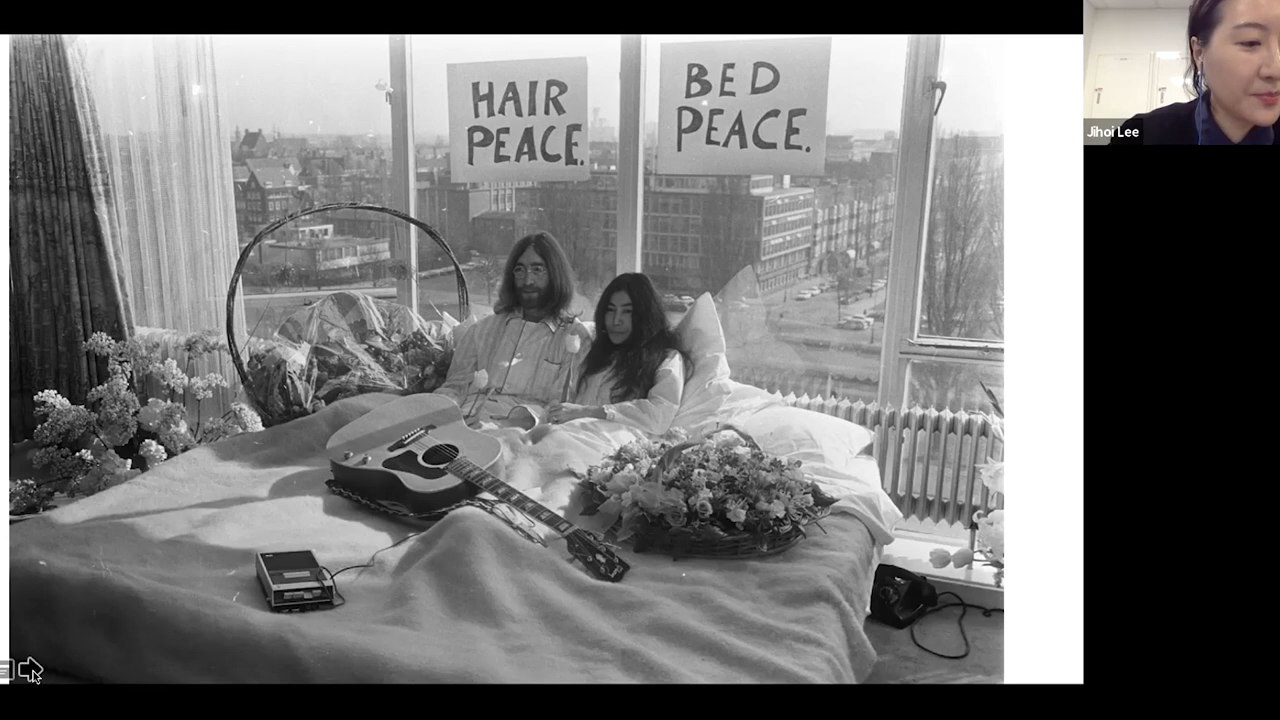 HAIR
PEACE.
BED
PEACE.
Jihoi Lee